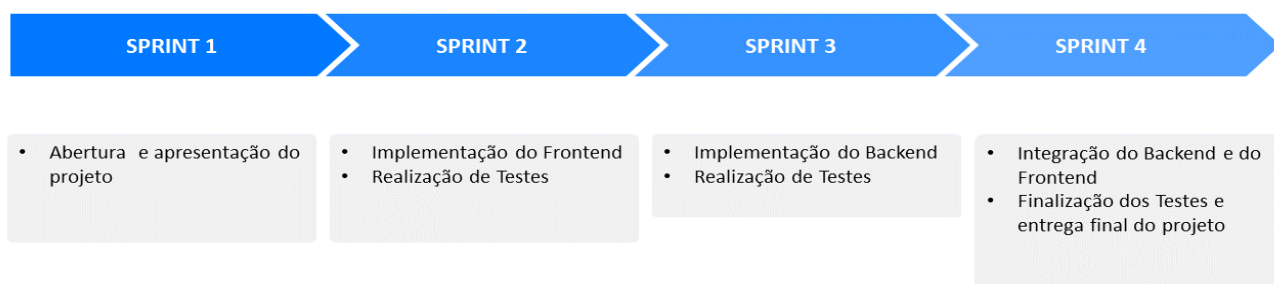 SPRINT 1
SPRINT 2
SPRINT 3
SPRINT 4
• Abertura e apresentação do
projeto
• Implementação do Frontend
• Realização de Testes
• Implementação do Backend
• Realização de Testes
• Integração do Backend e do
Frontend
• Finalização dos Testes e
entrega final do projeto